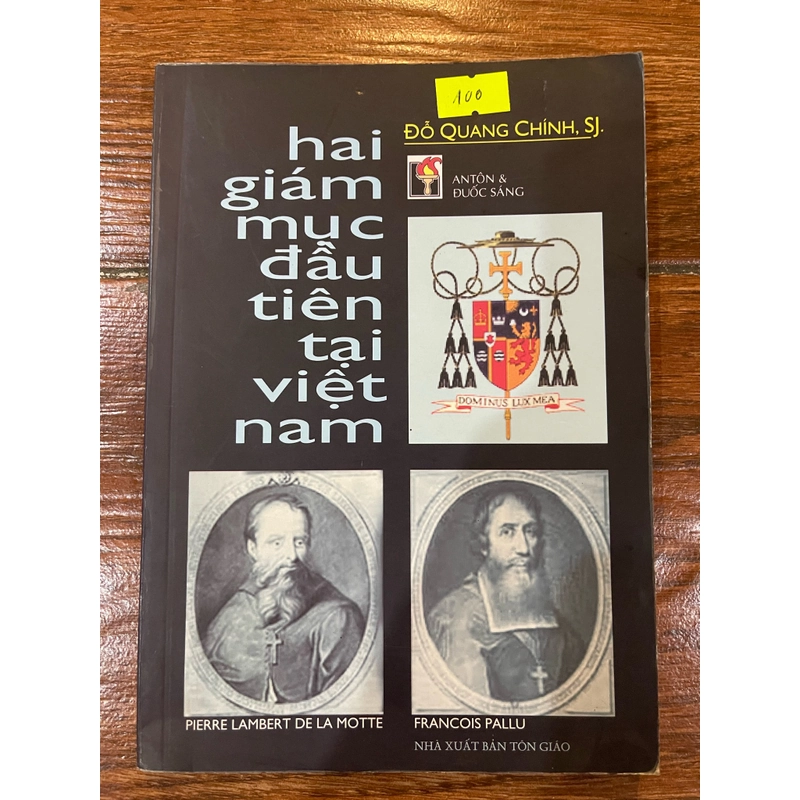 100
ĐỖ QUANG CHÍNH, SJ.
hai
giám
mục
đầu
tiên
tại
việt
nam
ANTÔN &
ĐUỐC SÁNG
DOMINUS LUX MEA
PIERRE LAMBERT DE LA MOTTE
FRANCOIS PALLU
NHÀ XUẤT BẢN TÔN GIÁO